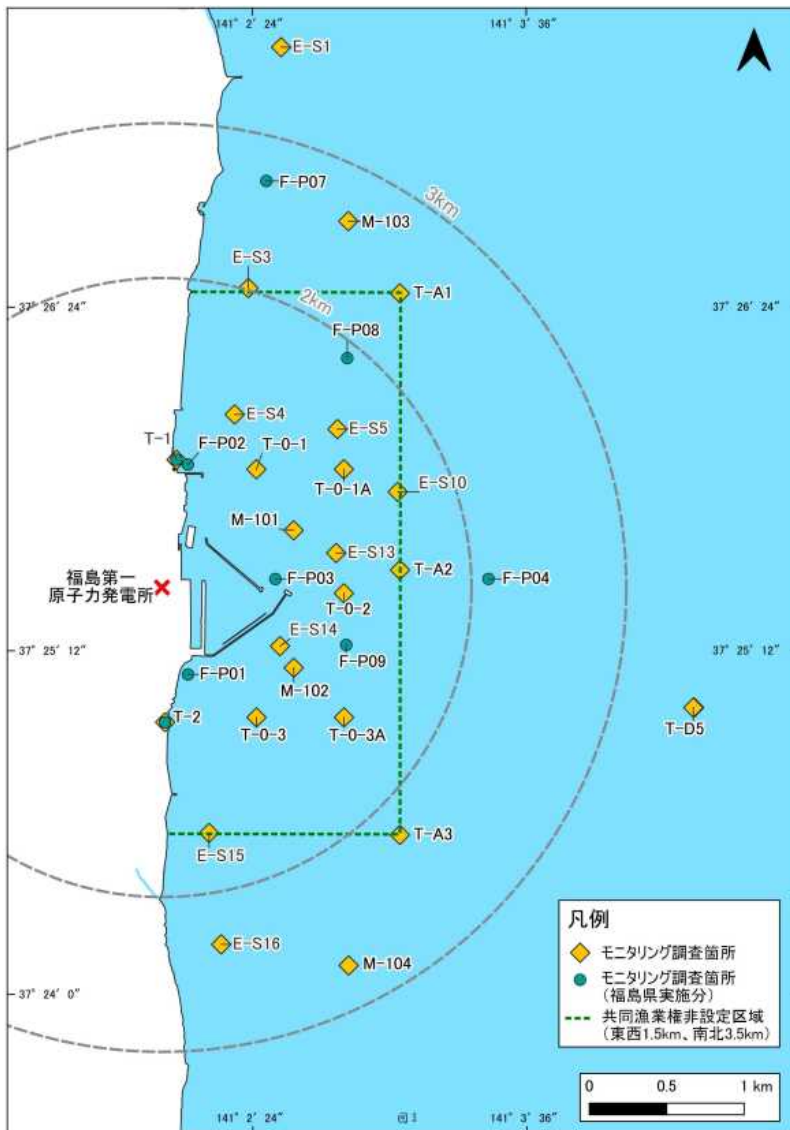 141° 2′ 24″
141° 3′ 36″
E-S1
F-P07
M-103
3km
E-S3
T-A1
2km
37° 26′ 24″
37° 26′ 24″
F-P08
E-S4
E-S5
T-1
F-P02
T-0-1
T-0-1A
E-S10
M-101
E-S13
T-A2
福島第一
原子力発電所
F-P03
F-P04
T-0-2
E-S14
37° 25′ 12″
37° 25′ 12″
F-P09
F-P01
M-102
T-2
T-0-3
T-0-3A
T-D5
T-A3
E-S15
E-S16
M-104
37° 24′ 0″
凡例
モニタリング調査箇所
モニタリング調査箇所
(福島県実施分)
共同漁業権非設定区域
(東西1.5km、南北3.5km)
0 0.5 1 km
141° 2′ 24″
141° 3′ 36″